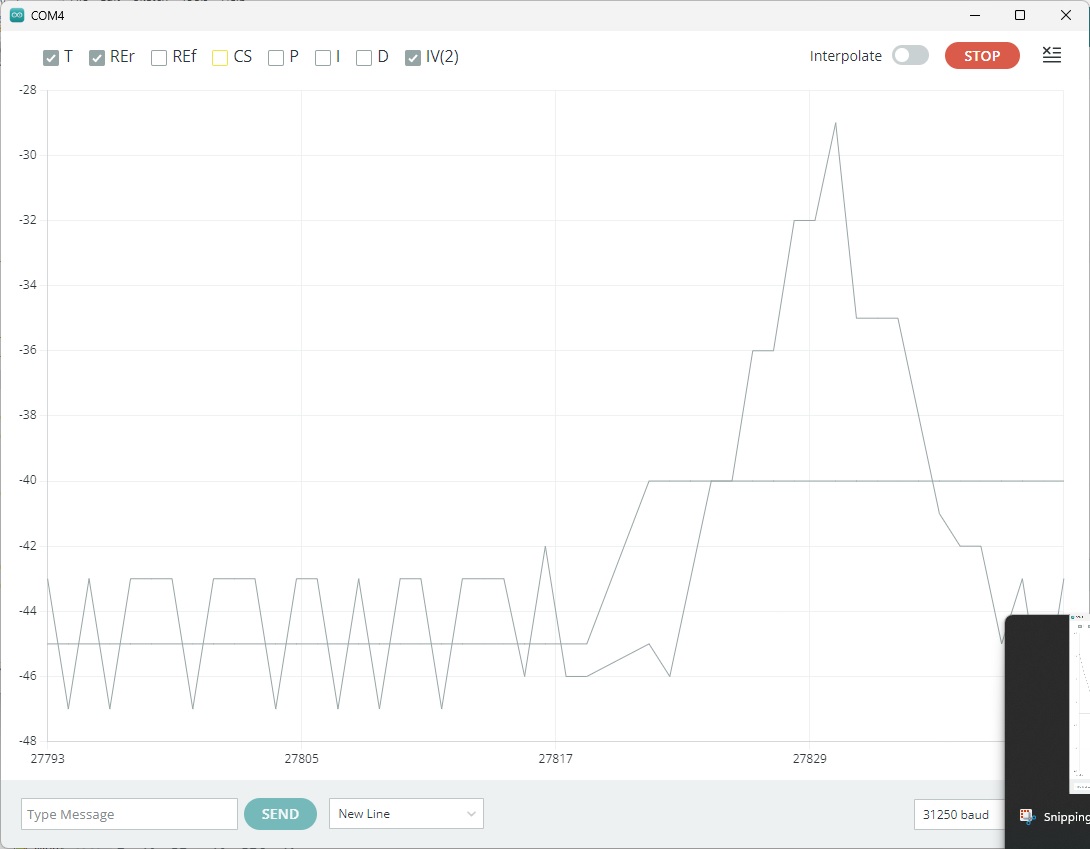 COM4
T REr REf CS P I D IV(2) Interpolate STOP
-28
-30
-32
-34
-36
-38
-40
-42
-44
-46
-48
27793 27805 27817 27829
Type Message SEND New Line 31250 baud Snipping